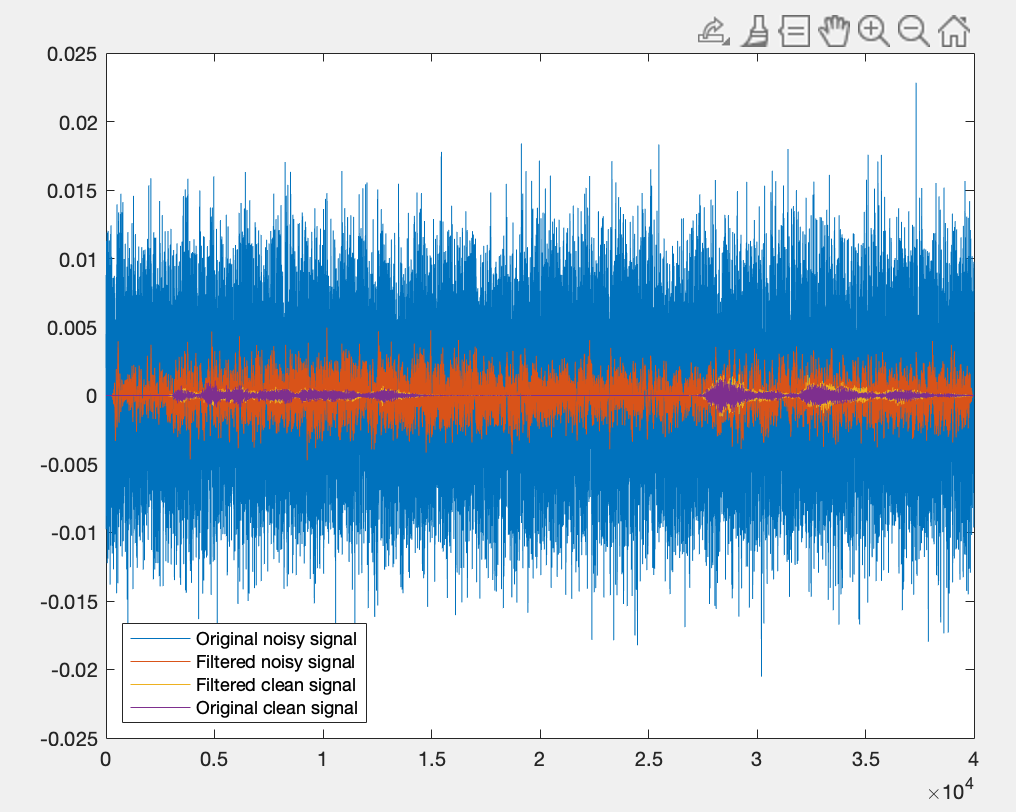 0.025
0.02
0.015
0.01
0.005
0
-0.005
-0.01
-0.015
-0.02
-0.025
Original noisy signal
Filtered noisy signal
Filtered clean signal
Original clean signal
0 0.5 1 1.5 2 2.5 3 3.5 4
×10⁴